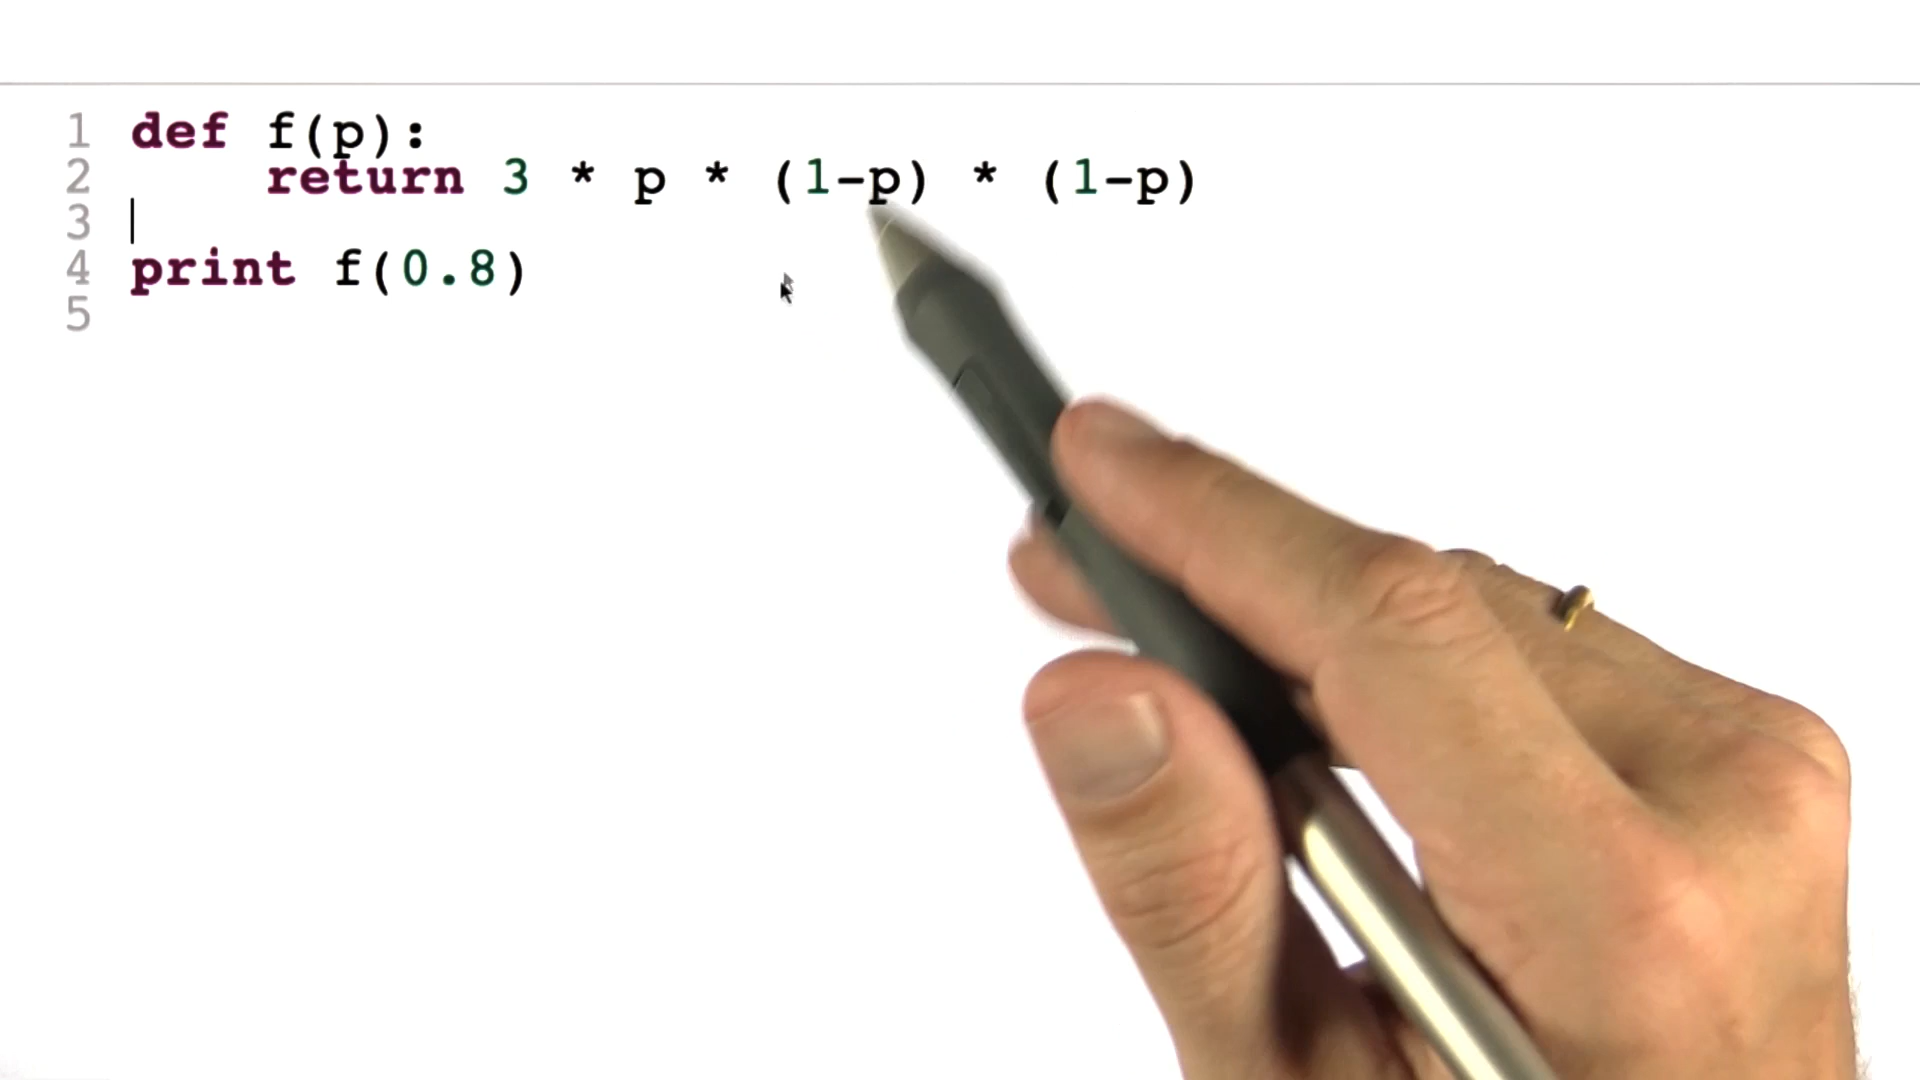 1 def f(p):
2     return 3 * p * (1-p) * (1-p)
3
4 print f(0.8)
5